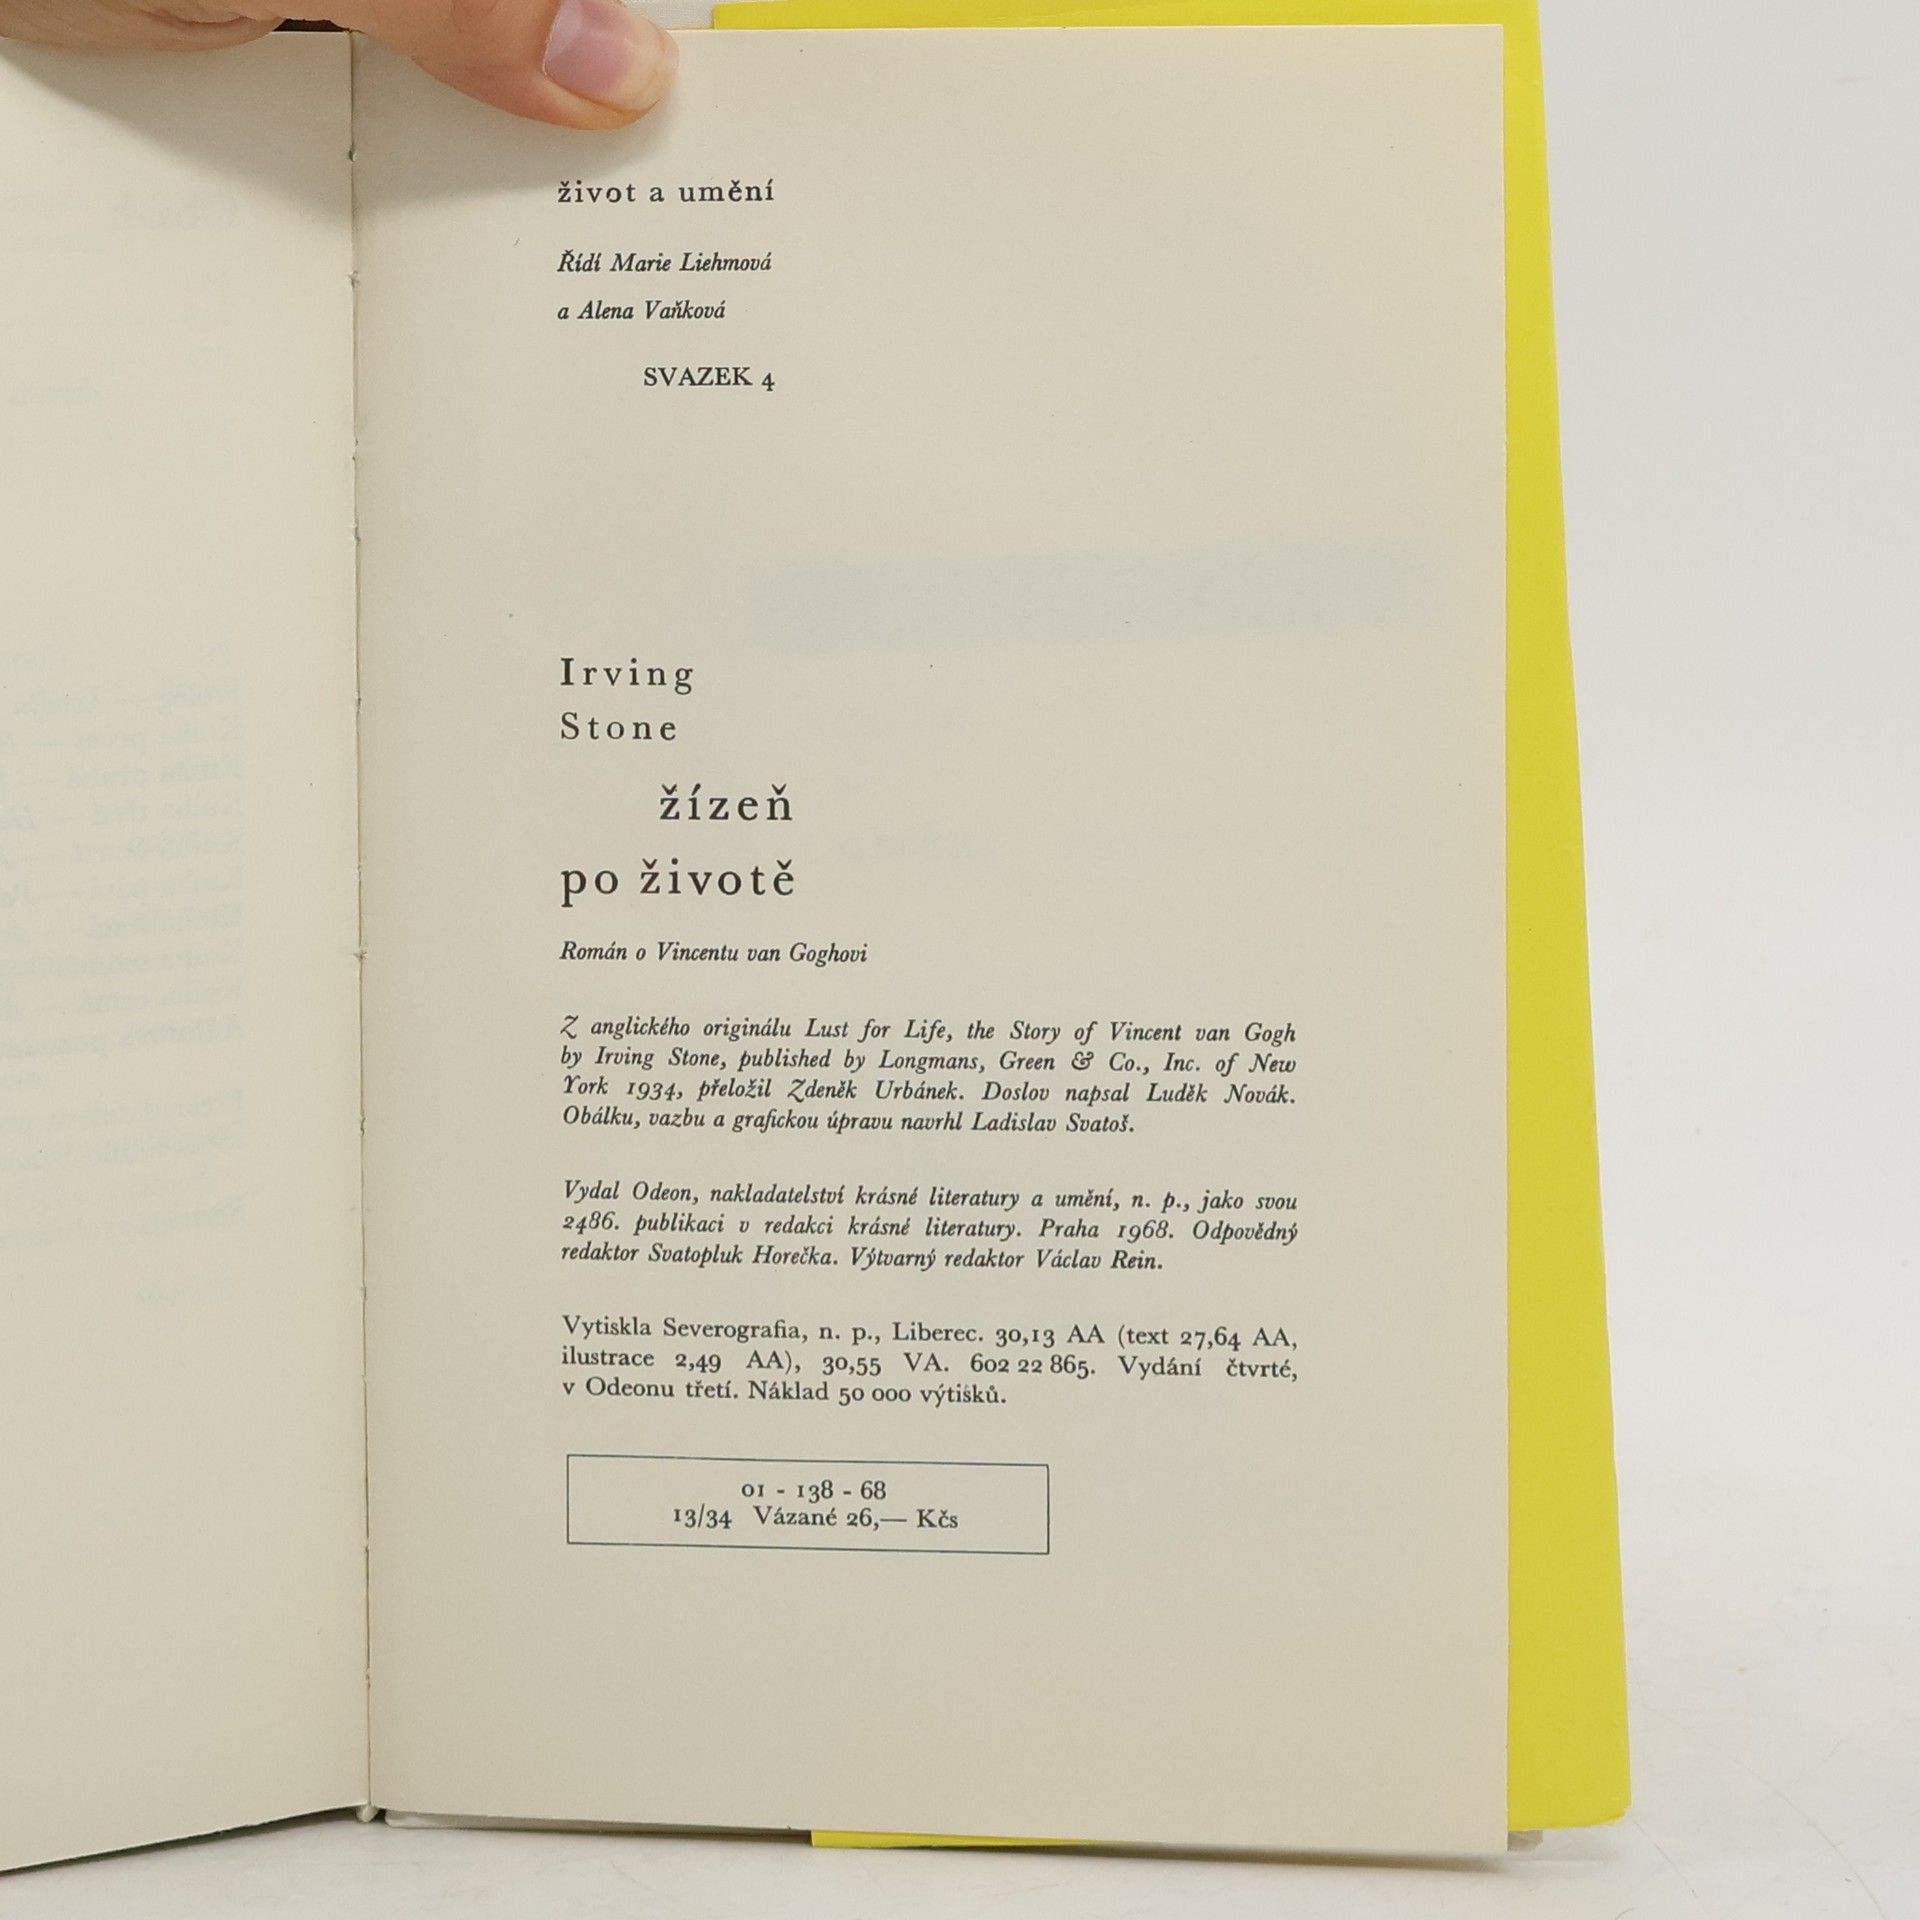 život a umění
Řídí Marie Liehmová
a Alena Vaňková
SVAZEK 4
Irving
Stone
žízeň
po životě
Román o Vincentu van Goghovi
Z anglického originálu Lust for Life, the Story of Vincent van Gogh
by Irving Stone, published by Longmans, Green & Co., Inc. of New
York 1934, přeložil Zdeněk Urbánek. Doslov napsal Luděk Novák.
Obálku, vazbu a grafickou úpravu navrhl Ladislav Svatoš.
Vydal Odeon, nakladatelství krásné literatury a umění, n. p., jako svou
2486. publikaci v redakci krásné literatury. Praha 1968. Odpovědný
redaktor Svatopluk Horečka. Výtvarný redaktor Václav Rein.
Vytiskla Severografia, n. p., Liberec. 30,13 AA (text 27,64 AA,
ilustrace 2,49 AA), 30,55 VA. 602 22 865. Vydání čtvrté,
v Odeonu třetí. Náklad 50 000 výtisků.
01 - 138 - 68
13/34 Vázané 26,— Kčs